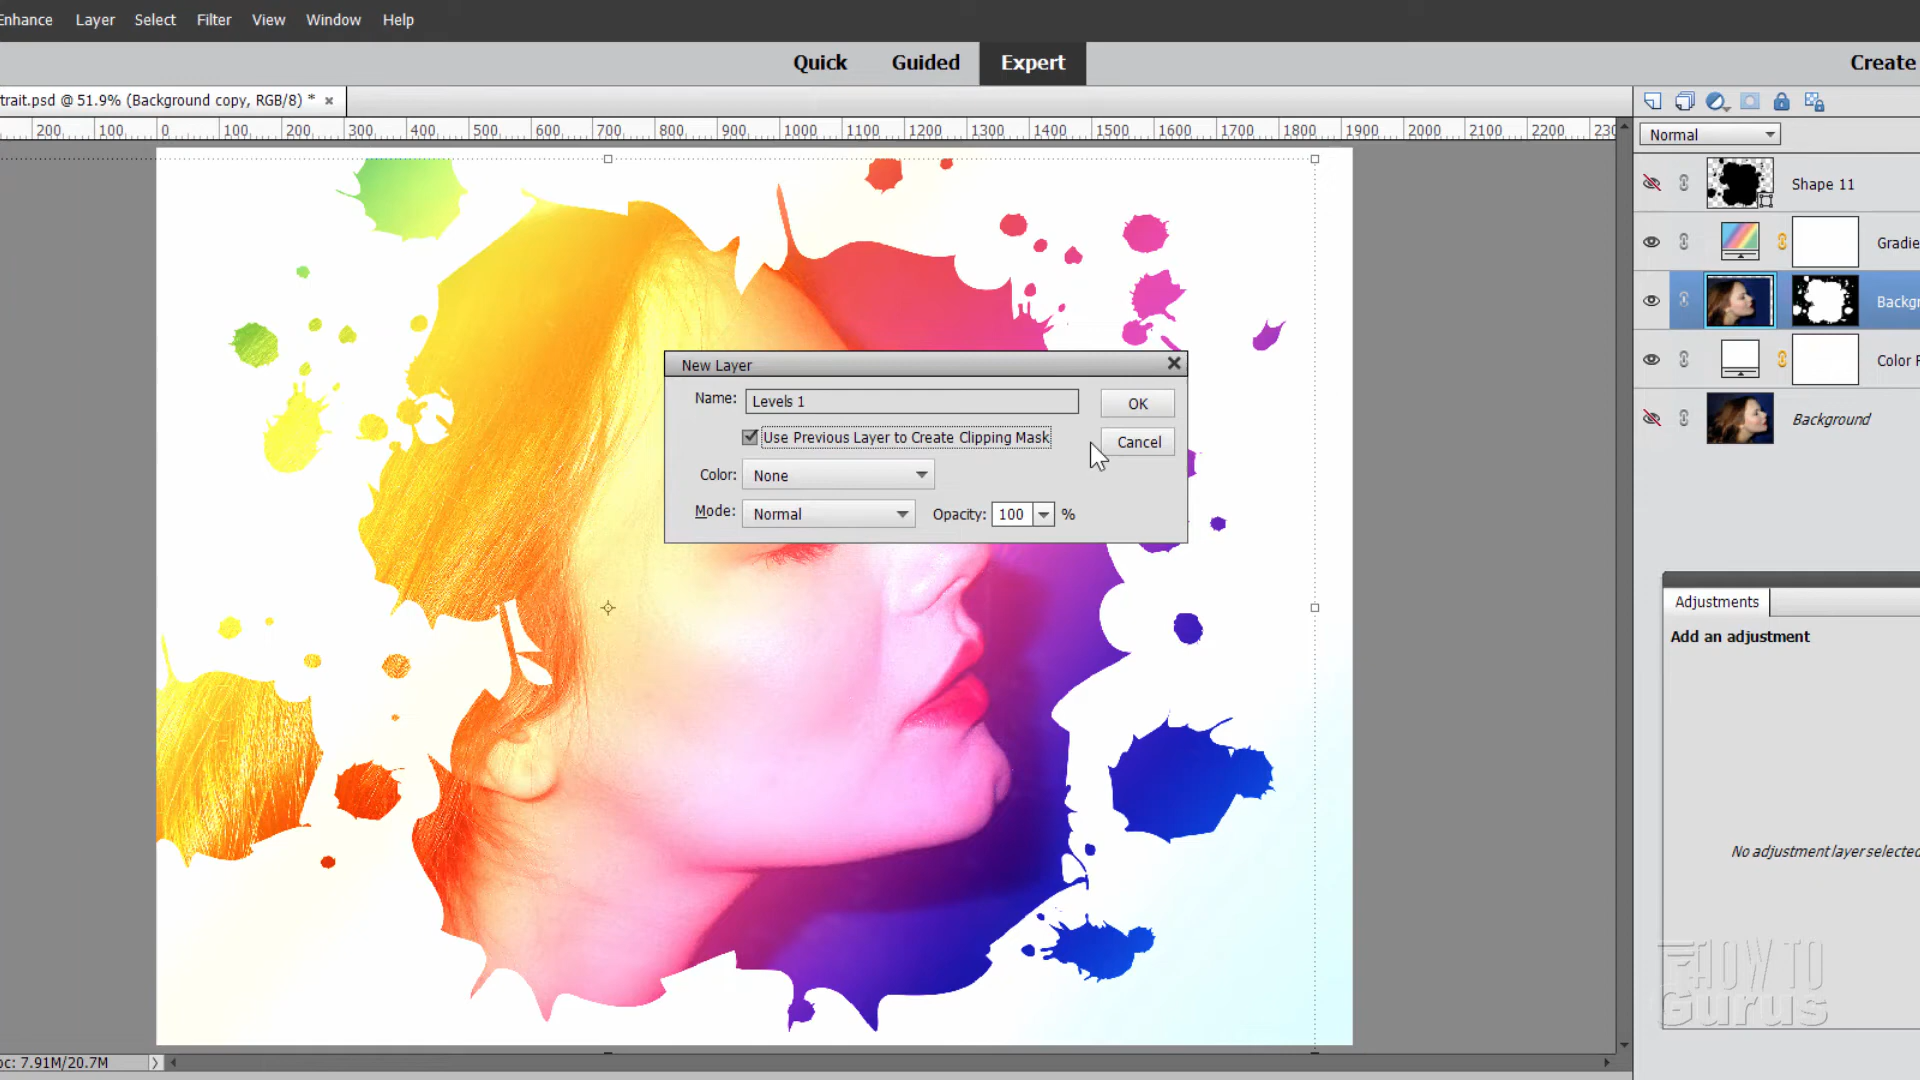 Enhance Layer Select Filter View Window Help
Quick Guided Expert Create
trait.psd @ 51.9% (Background copy, RGB/8) * ×
200 100 0 100 200 300 400 500 600 700 800 900 1000 1100 1200 1300 1400 1500 1600 1700 1800 1900 2000 2100 2200 230
Normal
Shape 11
Gradie
Backgr
Color F
Background
New Layer
Name: Levels 1 OK
Use Previous Layer to Create Clipping Mask Cancel
Color: None
Mode: Normal Opacity: 100 %
Adjustments
Add an adjustment
No adjustment layer selected
HOW TO
Gurus
oc: 7.91M/20.7M